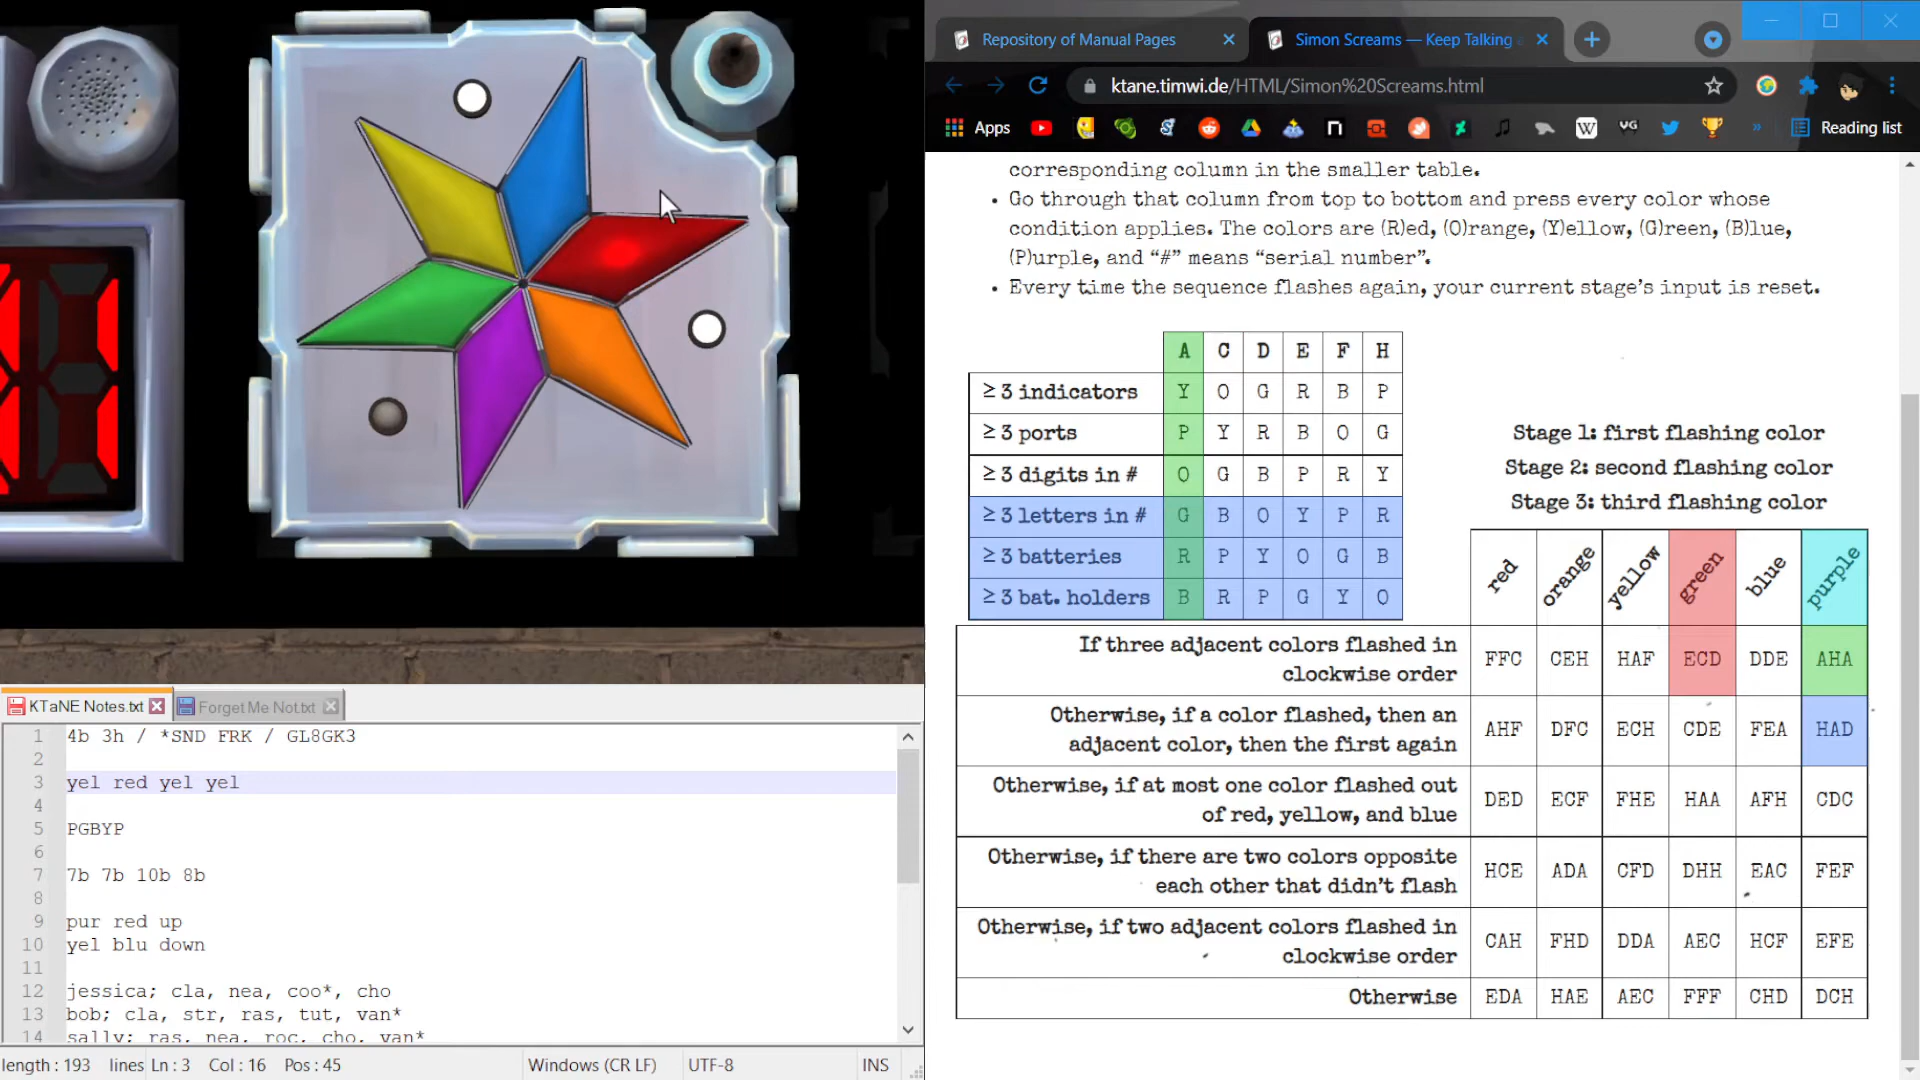 Repository of Manual Pages
Simon Screams — Keep Talking
ktane.timwi.de/HTML/Simon%20Screams.html
Apps
Reading list
corresponding column in the smaller table.
• Go through that column from top to bottom and press every color whose
condition applies. The colors are (R)ed, (O)range, (Y)ellow, (G)reen, (B)lue,
(P)urple, and “#” means “serial number”.
• Every time the sequence flashes again, your current stage’s input is reset.
A C D E F H
≥ 3 indicators Y O G R B P
≥ 3 ports P Y R B O G
≥ 3 digits in # O G B P R Y
≥ 3 letters in # G B O Y P R
≥ 3 batteries R P Y O G B
≥ 3 bat. holders B R P G Y O
Stage 1: first flashing color
Stage 2: second flashing color
Stage 3: third flashing color
red orange yellow green blue purple
If three adjacent colors flashed in
clockwise order
FFC CEH HAF ECD DDE AHA
Otherwise, if a color flashed, then an
adjacent color, then the first again
AHF DFC ECH CDE FEA HAD
Otherwise, if at most one color flashed out
of red, yellow, and blue
DED ECF FHE HAA AFH CDC
Otherwise, if there are two colors opposite
each other that didn’t flash
HCE ADA CFD DHH EAC FEF
Otherwise, if two adjacent colors flashed in
clockwise order
CAH FHD DDA AEC HCF EFE
Otherwise EDA HAE AEC FFF CHD DCH
KTaNE Notes.txt
Forget Me Not.txt
1 4b 3h / *SND FRK / GL8GK3
2
3 yel red yel yel
4
5 PGBYP
6
7 7b 7b 10b 8b
8
9 pur red up
10 yel blu down
11
12 jessica; cla, nea, coo*, cho
13 bob; cla, str, ras, tut, van*
14 sally; ras, nea, roc, cho, van*
length : 193 lines Ln : 3 Col : 16 Pos : 45 Windows (CR LF) UTF-8 INS